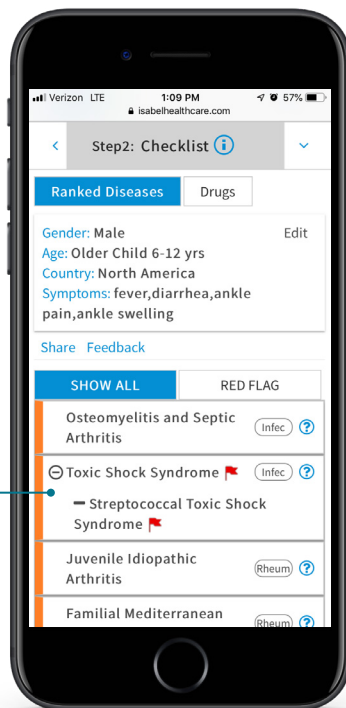 Verizon LTE 1:09 PM 57%
isabelhealthcare.com
Step2: Checklist i
Ranked Diseases Drugs
Gender: Male Edit
Age: Older Child 6-12 yrs
Country: North America
Symptoms: fever,diarrhea,ankle
pain,ankle swelling
Share Feedback
SHOW ALL RED FLAG
Osteomyelitis and Septic
Arthritis Infec ?
Toxic Shock Syndrome Infec ?
Streptococcal Toxic Shock
Syndrome
Juvenile Idiopathic
Arthritis Rheum ?
Familial Mediterranean Rheum ?